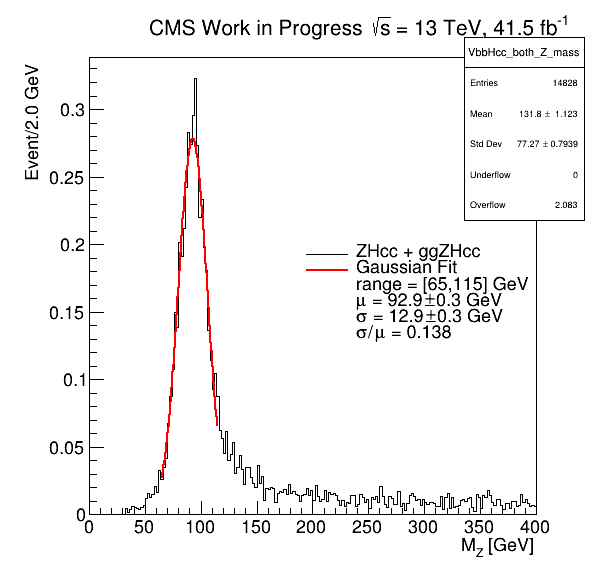 CMS Work in Progress √s = 13 TeV, 41.5 fb⁻¹
VbbHcc_both_Z_mass
Entries 14828
Mean 131.8 ± 1.123
Std Dev 77.27 ± 0.7939
Underflow 0
Overflow 2.083
Event/2.0 GeV
0.3
0.25
0.2
0.15
0.1
0.05
0
ZHcc + ggZHcc
Gaussian Fit
range = [65,115] GeV
μ = 92.9±0.3 GeV
σ = 12.9±0.3 GeV
σ/μ = 0.138
0 50 100 150 200 250 300 350 400
M_Z [GeV]